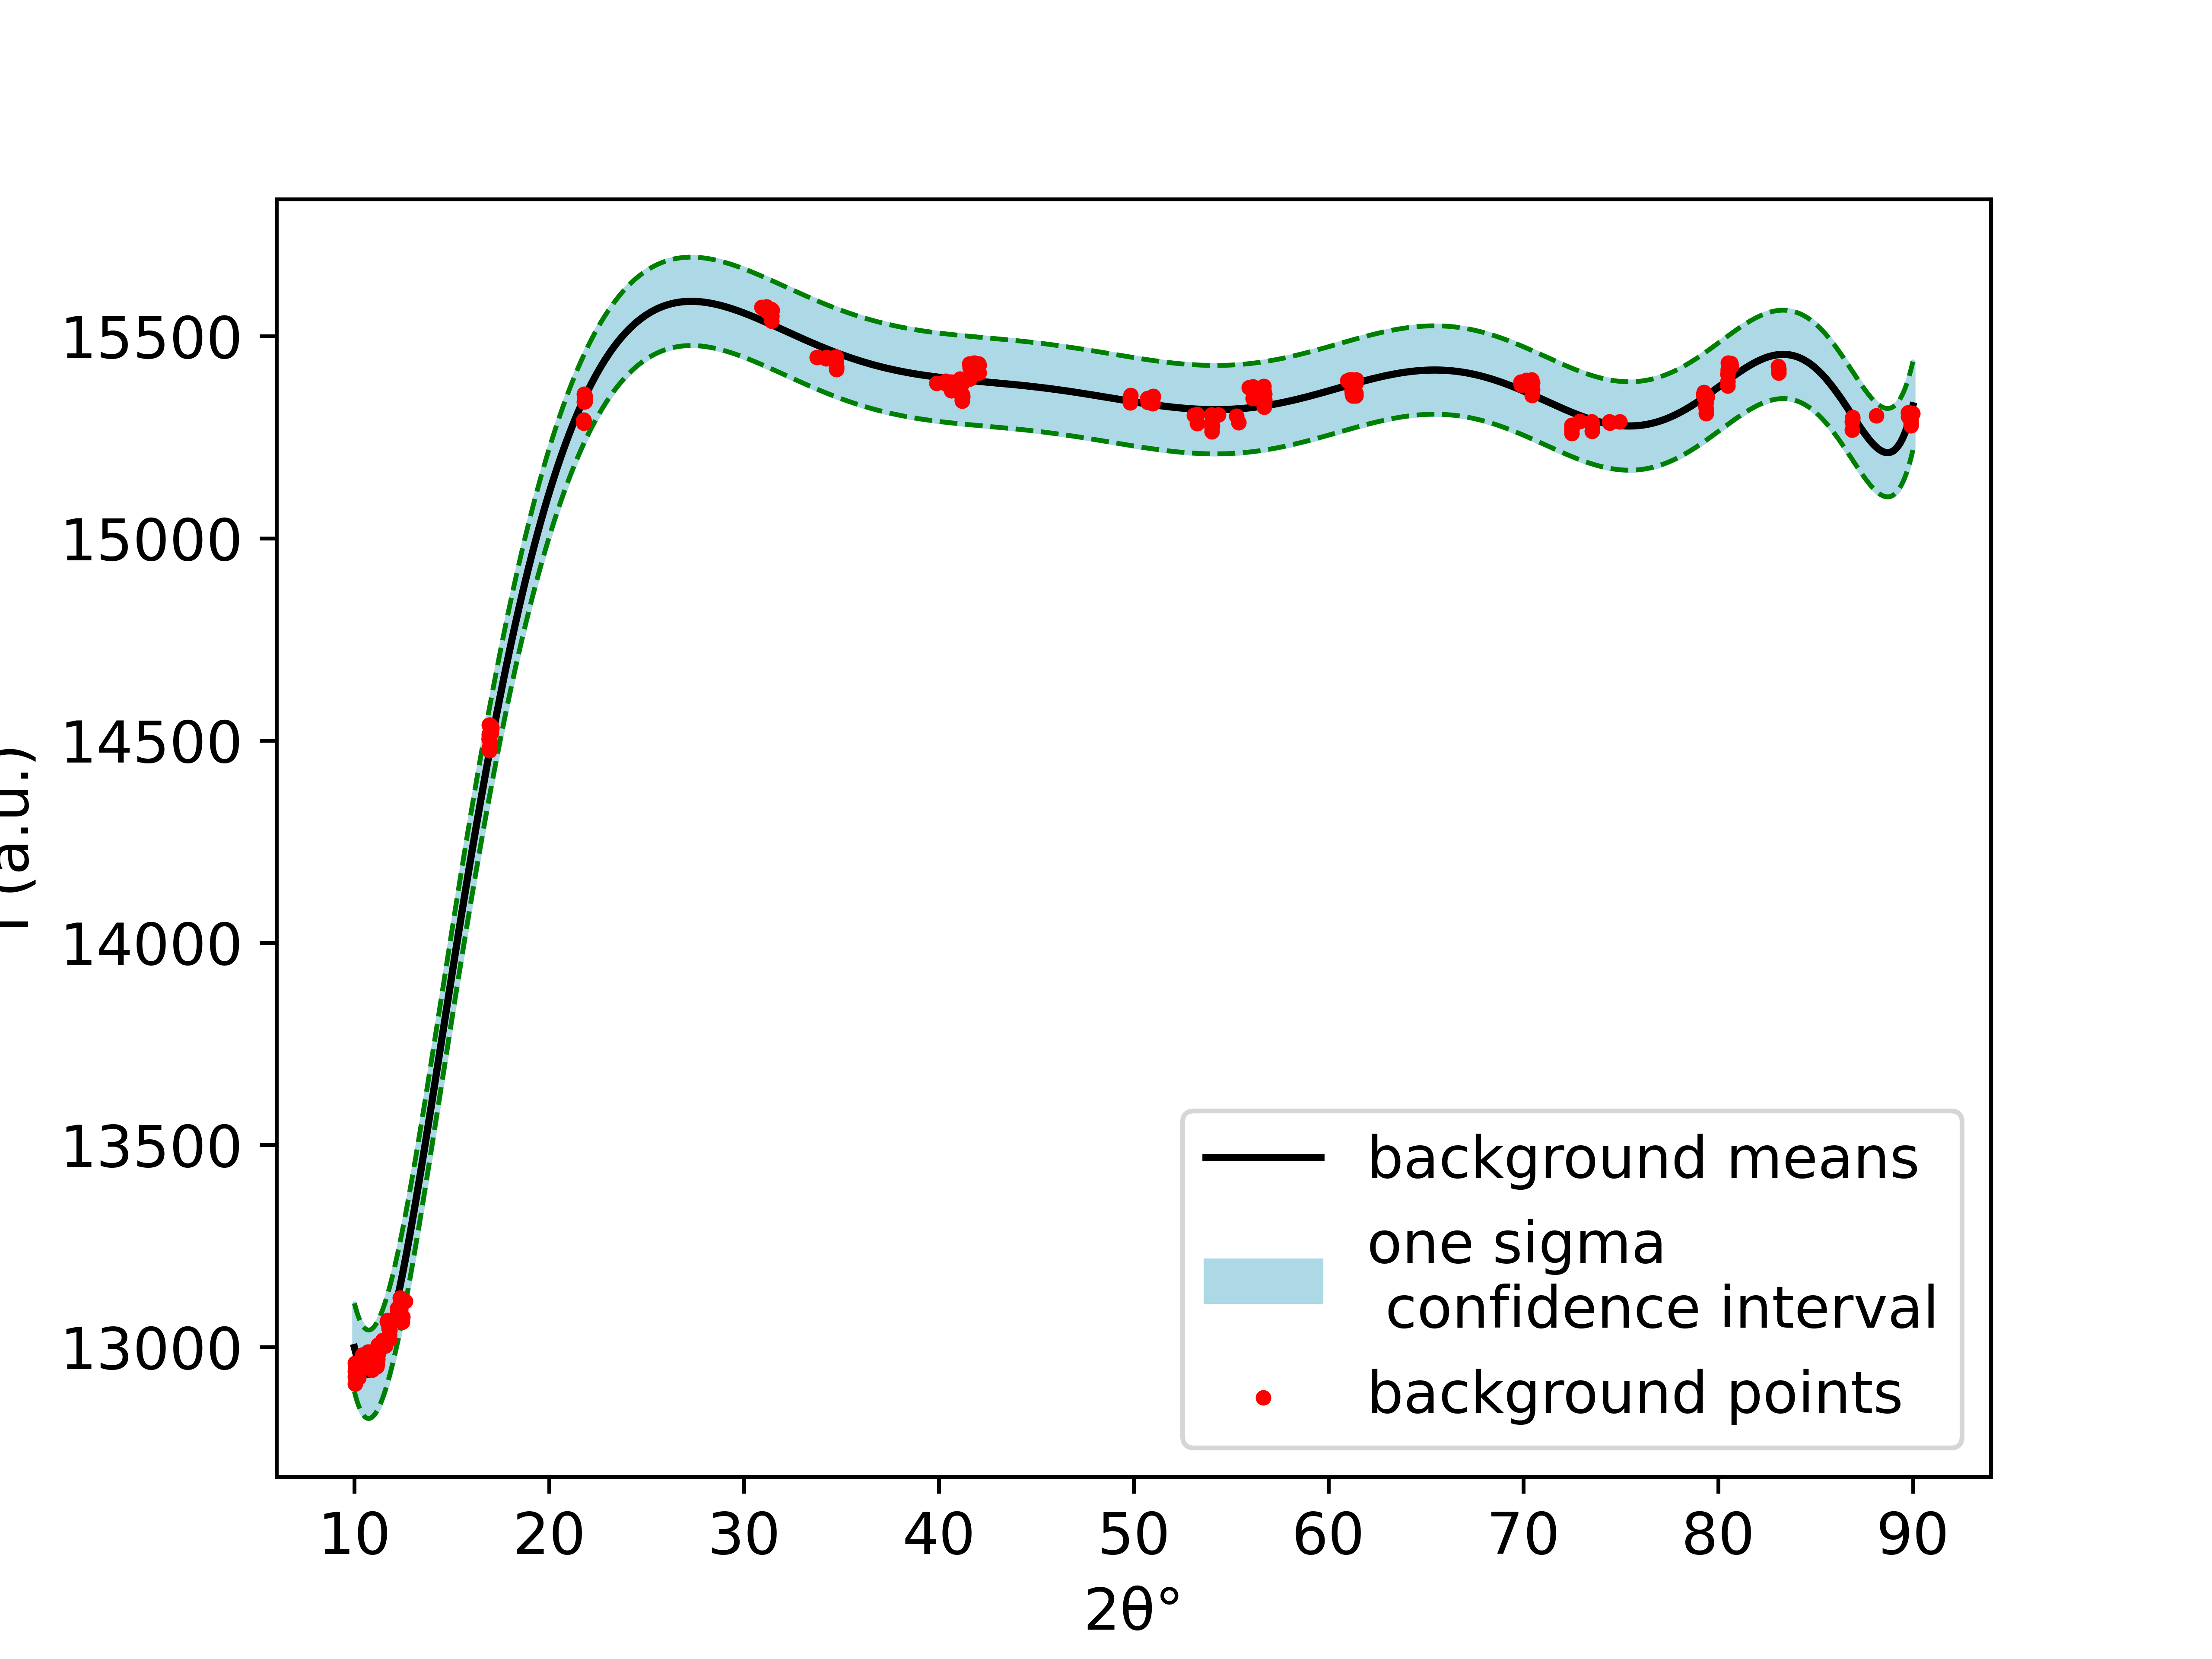 15500
15000
14500
14000
13500
13000
(a.u.)
10 20 30 40 50 60 70 80 90
2θ°
background means
one sigma
confidence interval
background points